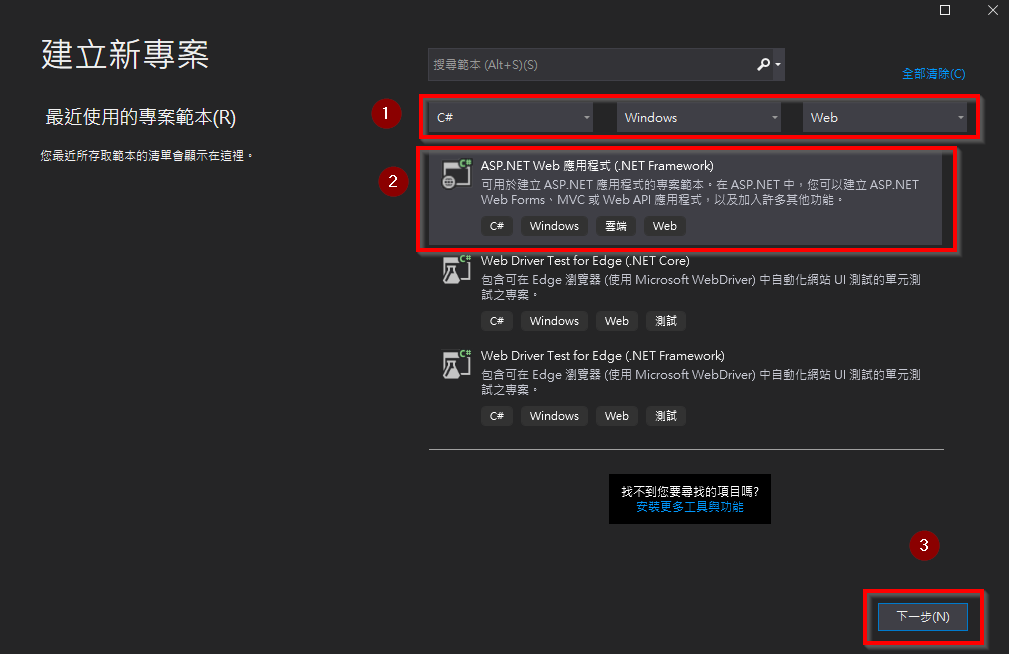 建立新專案
最近使用的專案範本(R)
您最近所存取範本的清單會顯示在這裡。
搜尋範本 (Alt+S)(S)
全部清除(C)
1
C# Windows Web
2
ASP.NET Web 應用程式 (.NET Framework)
可用於建立 ASP.NET 應用程式的專案範本。在 ASP.NET 中，您可以建立 ASP.NET
Web Forms、MVC 或 Web API 應用程式，以及加入許多其他功能。
C# Windows 雲端 Web
Web Driver Test for Edge (.NET Core)
包含可在 Edge 瀏覽器 (使用 Microsoft WebDriver) 中自動化網站 UI 測試的單元測
試之專案。
C# Windows Web 測試
Web Driver Test for Edge (.NET Framework)
包含可在 Edge 瀏覽器 (使用 Microsoft WebDriver) 中自動化網站 UI 測試的單元測
試之專案。
C# Windows Web 測試
找不到您要尋找的項目嗎?
安裝更多工具與功能
3
下一步(N)